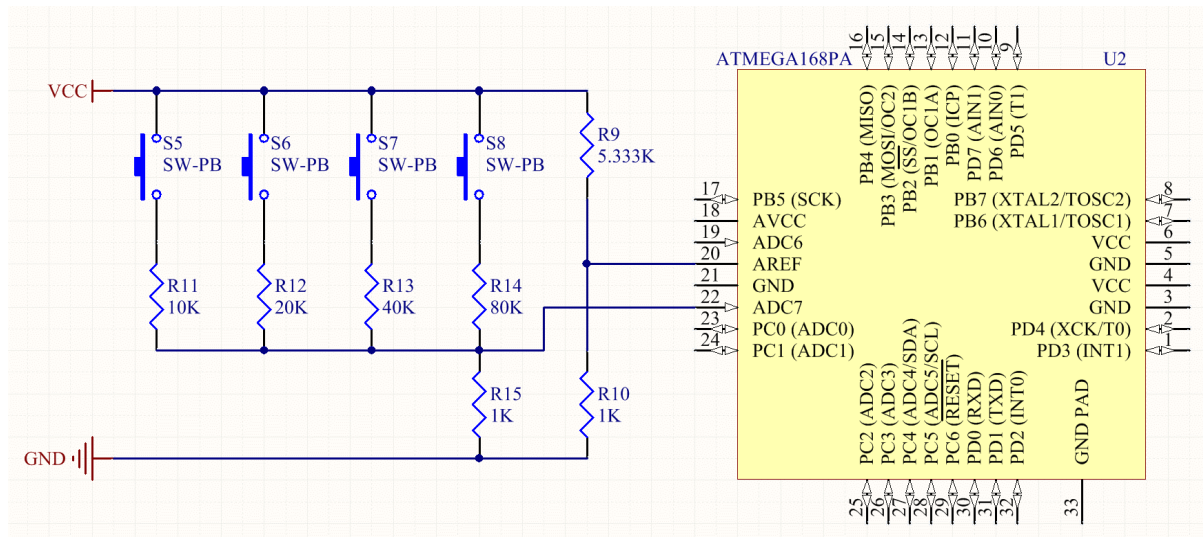 ATMEGA168PA
U2
VCC
S5
SW-PB
S6
SW-PB
S7
SW-PB
S8
SW-PB
R9
5.333K
R11
10K
R12
20K
R13
40K
R14
80K
R15
1K
R10
1K
GND
16
15
14
13
12
11
10
9
PB4 (MISO)
PB3 (MOSI/OC2)
PB2 (SS/OC1B)
PB1 (OC1A)
PB0 (ICP)
PD7 (AIN1)
PD6 (AIN0)
PD5 (T1)
17 PB5 (SCK)
18 AVCC
19 ADC6
20 AREF
21 GND
22 ADC7
23 PC0 (ADC0)
24 PC1 (ADC1)
PB7 (XTAL2/TOSC2) 8
PB6 (XTAL1/TOSC1) 7
VCC 6
GND 5
VCC 4
GND 3
PD4 (XCK/T0) 2
PD3 (INT1) 1
PC2 (ADC2)
PC3 (ADC3)
PC4 (ADC4/SDA)
PC5 (ADC5/SCL)
PC6 (RESET)
PD0 (RXD)
PD1 (TXD)
PD2 (INT0)
GND PAD
25
26
27
28
29
30
31
32
33